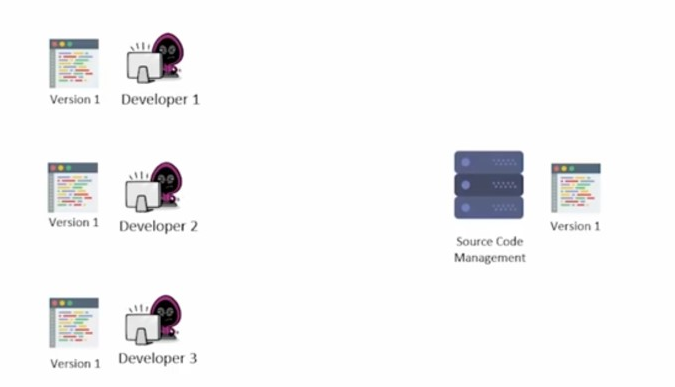 Version 1
Developer 1
Version 1
Developer 2
Source Code
Management
Version 1
Version 1
Developer 3